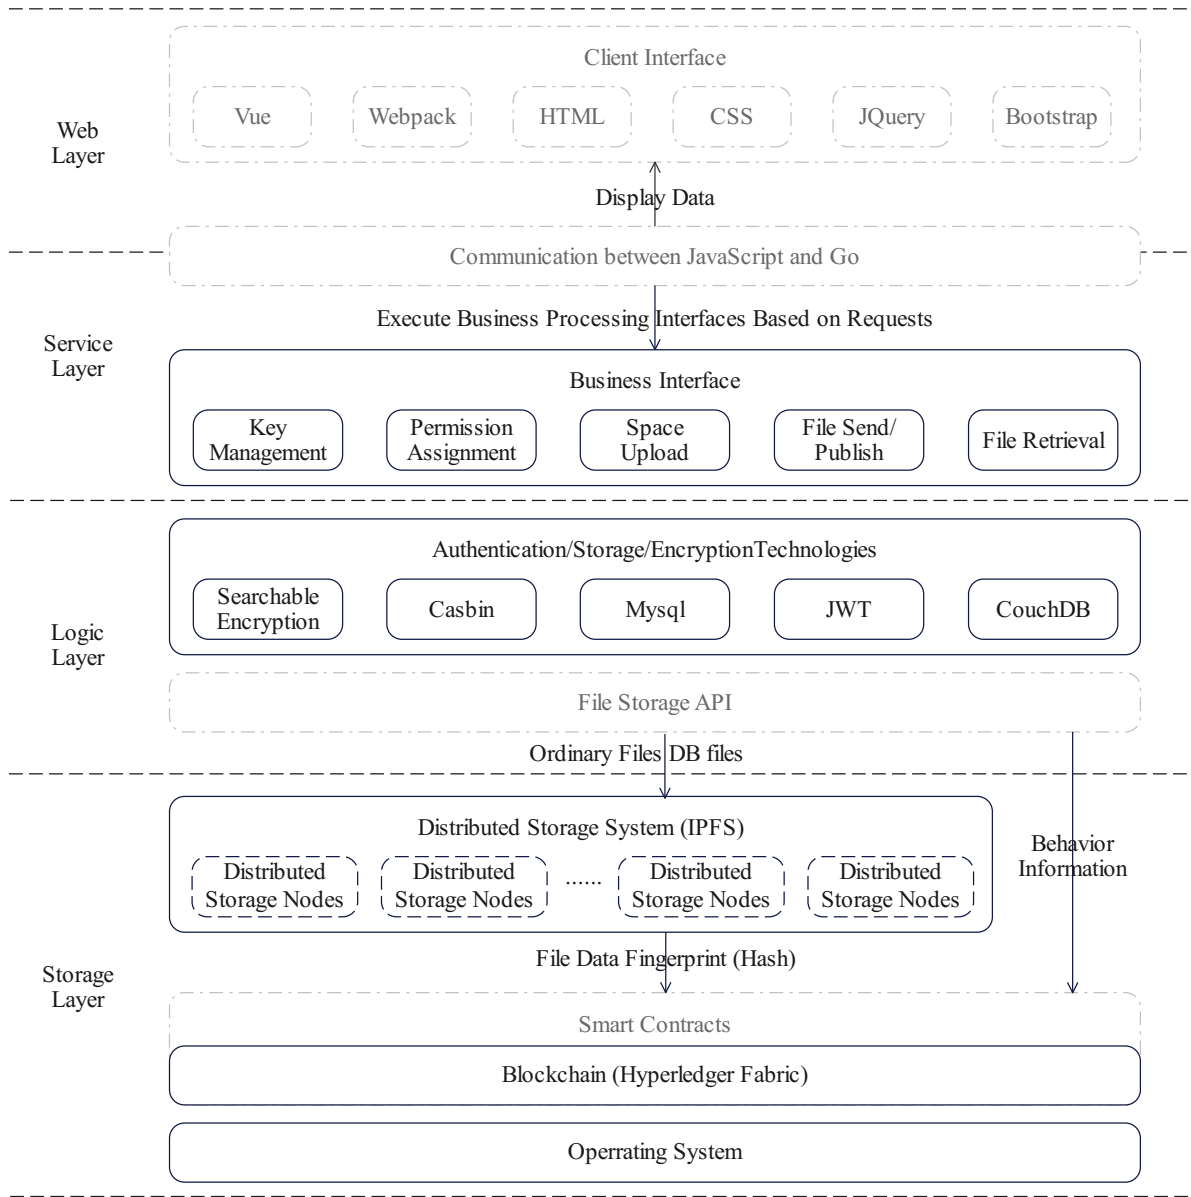 Client Interface
Vue
Webpack
HTML
CSS
JQuery
Bootstrap
Web
Layer
Display Data
Communication between JavaScript and Go
Execute Business Processing Interfaces Based on Requests
Service
Layer
Business Interface
Key
Management
Permission
Assignment
Space
Upload
File Send/
Publish
File Retrieval
Authentication/Storage/EncryptionTechnologies
Searchable
Encryption
Casbin
Mysql
JWT
CouchDB
Logic
Layer
File Storage API
Ordinary Files DB files
Distributed Storage System (IPFS)
Distributed
Storage Nodes
Distributed
Storage Nodes
......
Distributed
Storage Nodes
Distributed
Storage Nodes
Behavior
Information
File Data Fingerprint (Hash)
Storage
Layer
Smart Contracts
Blockchain (Hyperledger Fabric)
Operrating System